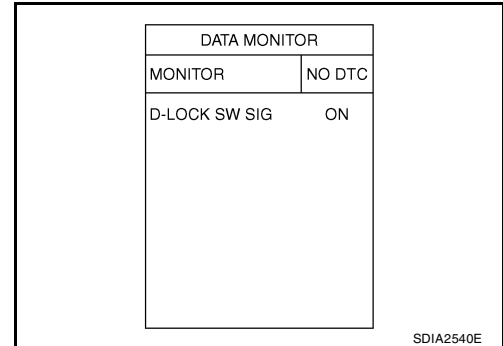 DATA MONITOR
MONITOR NO DTC
D-LOCK SW SIG ON
SDIA2540E